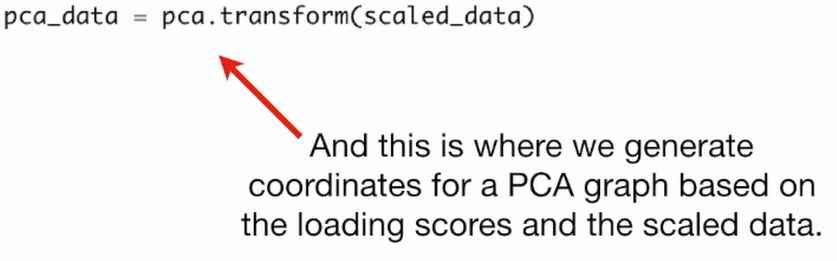 pca_data = pca.transform(scaled_data)
And this is where we generate
coordinates for a PCA graph based on
the loading scores and the scaled data.